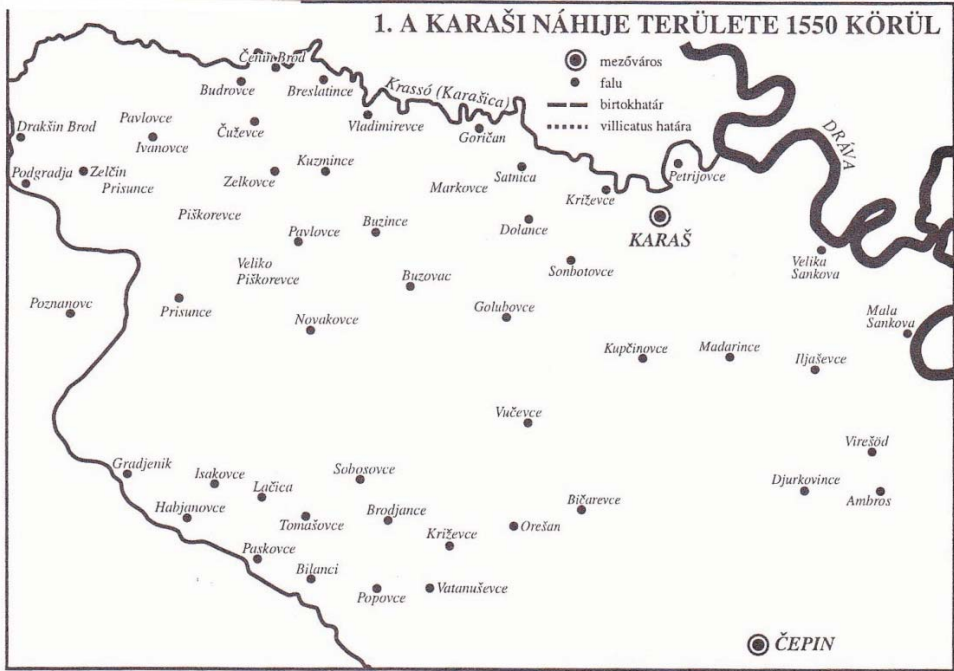 1. A KARAŠI NÁHIJE TERÜLETE 1550 KÖRÜL
mezőváros
falu
birtokhatár
villicatus határa
Čenin Brod
Budrovce
Breslatince
Krassó (Karašica)
Vladimirevce
Goričan
DRÁVA
Drakšin Brod
Pavlovce
Ivanovce
Čuževce
Podgradja
Zelčin
Prisunce
Zelkovce
Kuzmince
Markovce
Satnica
Križevce
Petrijovce
Piškorevce
Pavlovce
Buzince
Dolance
KARAŠ
Veliko
Piškorevce
Buzovac
Sonbotovce
Velika
Sankova
Poznanovc
Prisunce
Novakovce
Golubovce
Mala
Sankova
Kupčinovce
Madarince
Iljaševce
Vučevce
Virešöd
Gradjenik
Isakovce
Lačica
Sobosovce
Bičarevce
Djurkovince
Ambros
Habjanovce
Tomašovce
Brodjance
Križevce
Orešan
Paskovce
Bilanci
Popovce
Vatanuševce
ČEPIN